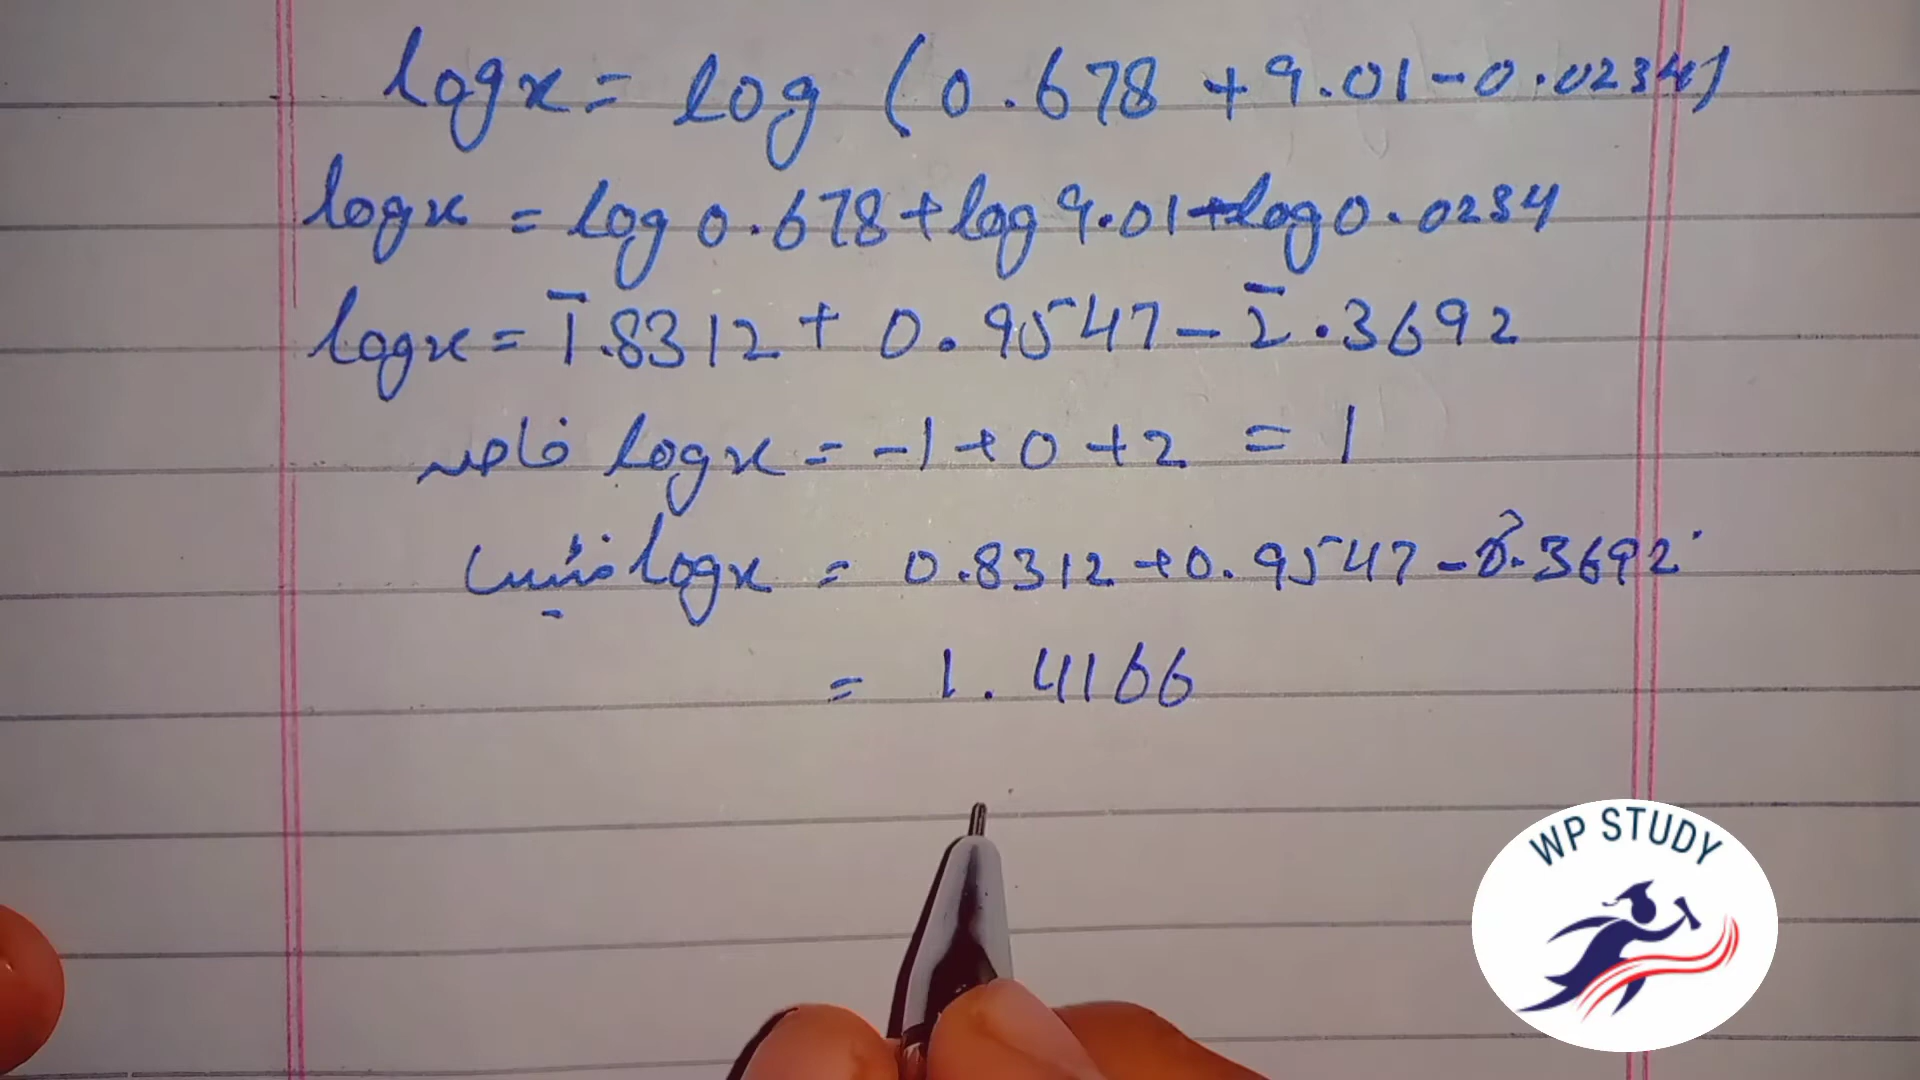 log x = log (0.678 + 9.01 - 0.0234)
log x = log 0.678 + log 9.01 - log 0.0234
log x = 1̄.8312 + 0.9547 - 2̄.3692
خاصہ log x = -1 + 0 + 2 = 1
log x = 0.8312 + 0.9547 - 0.3692
= 1.4166
WP STUDY